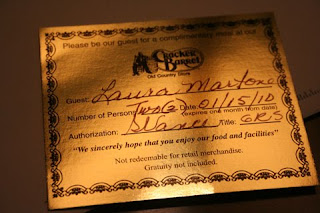 Please be our guest for a complimentary meal at our
Cracker Barrel
Old Country Store
Guest: Laura Martone
Number of Persons: Two(2) Date: 01/15/10
(expires one month from date)
Authorization: Title: GRS
"We sincerely hope that you enjoy our food and facilities"
Not redeemable for retail merchandise.
Gratuity not included.